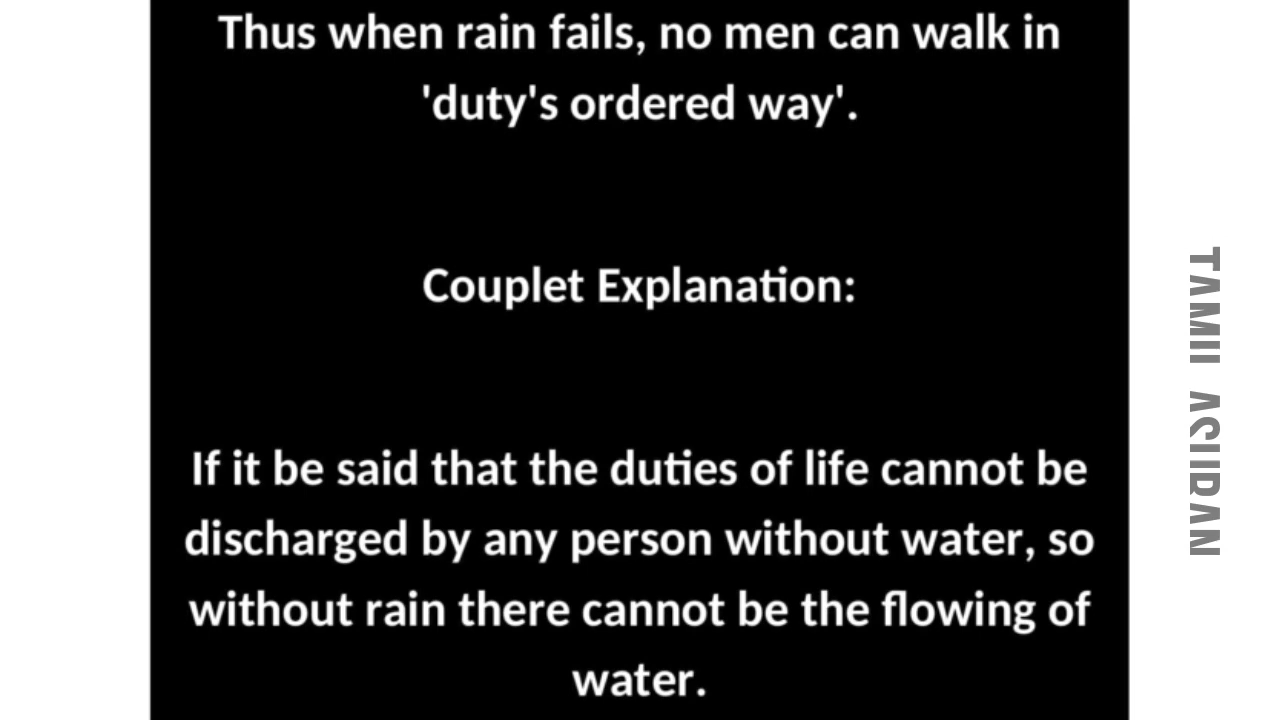 Thus when rain fails, no men can walk in
'duty's ordered way'.
Couplet Explanation:
If it be said that the duties of life cannot be
discharged by any person without water, so
without rain there cannot be the flowing of
water.
TAMIL ASIRAN